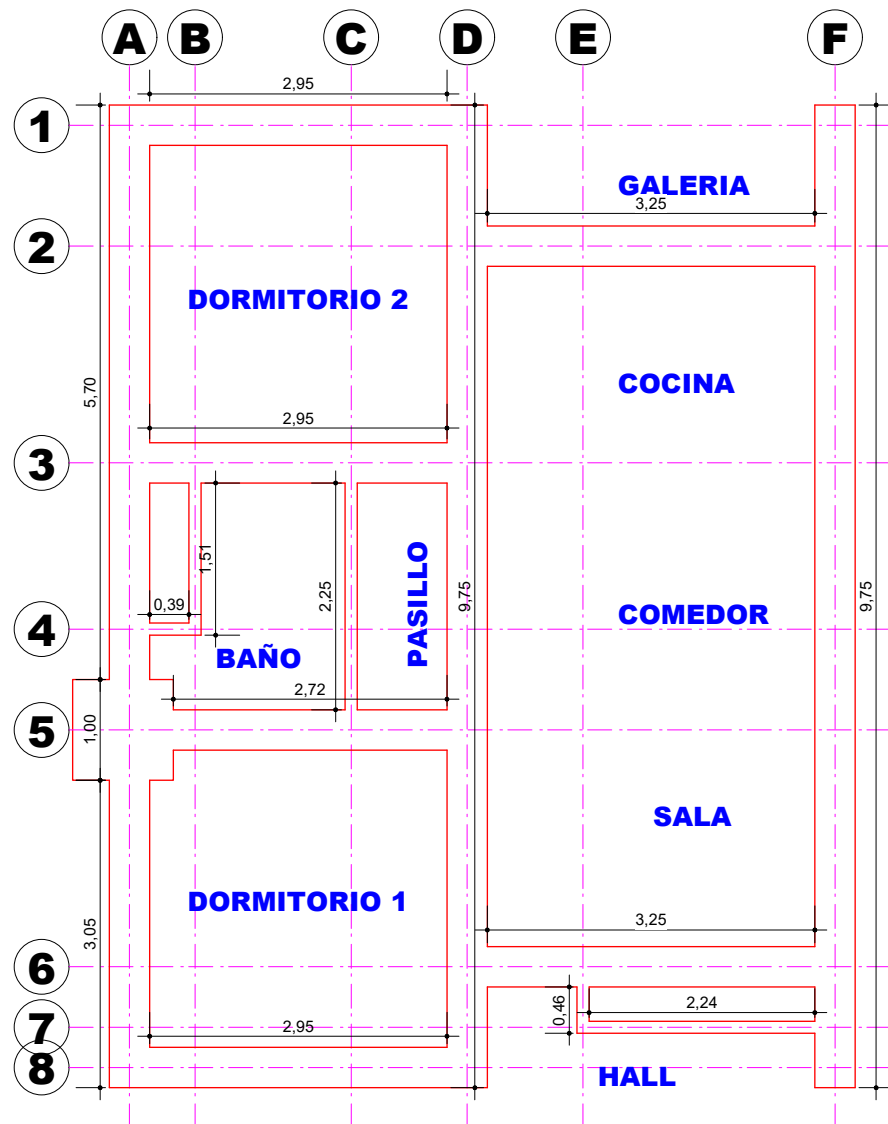 A B C D E F
2,95
1
GALERIA
3,25
2
DORMITORIO 2
COCINA
5,70
2,95
3
1,51
2,25
PASILLO
9,75
9,75
0,39
4
COMEDOR
BAÑO
2,72
5
1,00
SALA
DORMITORIO 1
3,05
3,25
6
0,46
2,24
7
2,95
8
HALL